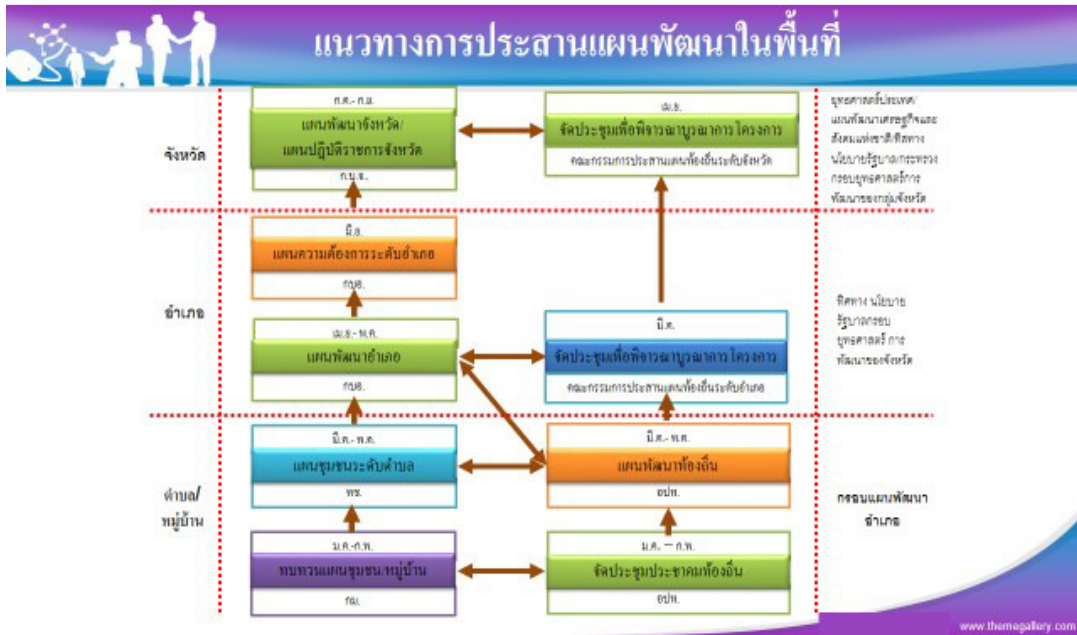 แนวทางการประสานแผนพัฒนาในพื้นที่
จังหวัด
ก.ค.- ก.ย.
แผนพัฒนาจังหวัด/
แผนปฏิบัติราชการจังหวัด
ก.บ.จ.
เม.ย.
จัดประชุมเพื่อพิจารณาบูรณาการ โครงการ
คณะกรรมการประสานแผนท้องถิ่นระดับจังหวัด
ยุทธศาสตร์ประเทศ/
แผนพัฒนาเศรษฐกิจและ
สังคมแห่งชาติ/ทิศทาง
นโยบายรัฐบาล/กระทรวง
กรอบยุทธศาสตร์การ
พัฒนาของกลุ่มจังหวัด
อำเภอ
มิ.ย.
แผนความต้องการระดับอำเภอ
กบอ.
เม.ย.- พ.ค.
แผนพัฒนาอำเภอ
กบอ.
มี.ค.
จัดประชุมเพื่อพิจารณาบูรณาการ โครงการ
คณะกรรมการประสานแผนท้องถิ่นระดับอำเภอ
ทิศทาง นโยบาย
รัฐบาลกรอบ
ยุทธศาสตร์ การ
พัฒนาของจังหวัด
ตำบล/
หมู่บ้าน
มี.ค.- พ.ค.
แผนชุมชนระดับตำบล
พช.
มี.ค.- พ.ค.
แผนพัฒนาท้องถิ่น
อปท.
ม.ค.-ก.พ.
ทบทวนแผนชุมชน/หมู่บ้าน
กม.
ม.ค. – ก.พ.
จัดประชุมประชาคมท้องถิ่น
อปท.
กรอบแผนพัฒนา
อำเภอ
www.themegallery.com